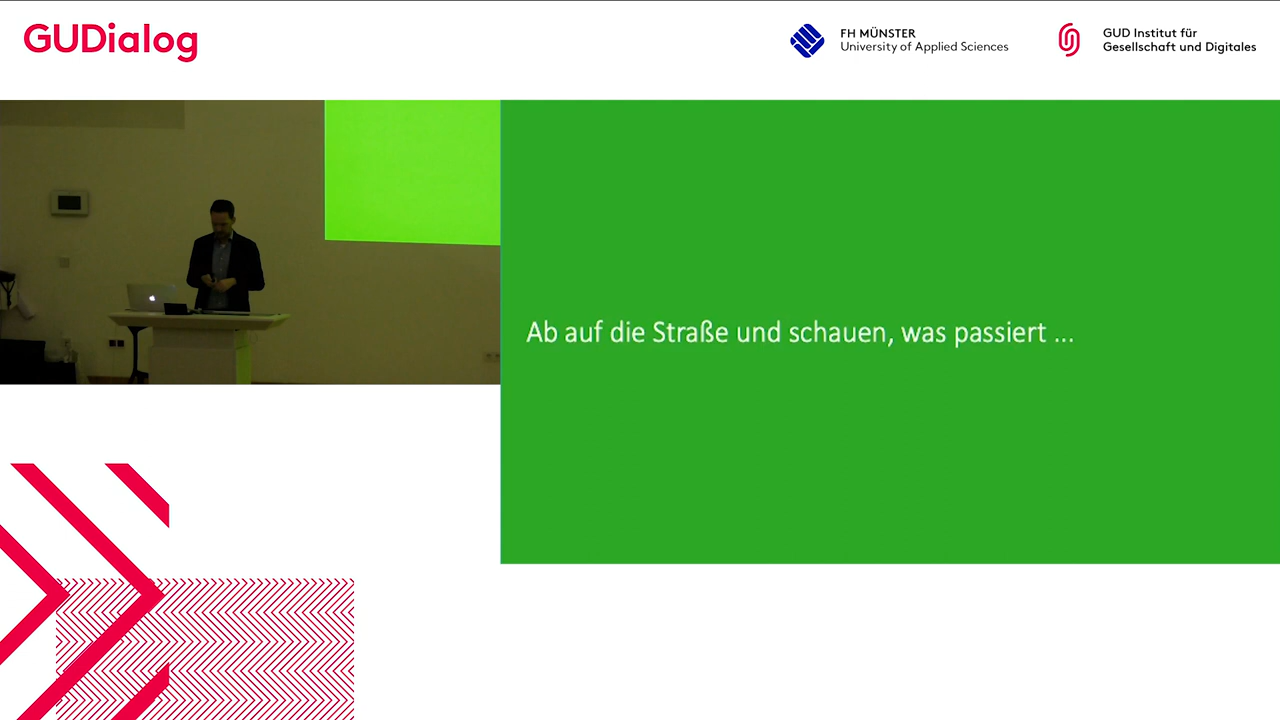 GUDialog
FH MÜNSTER
University of Applied Sciences
GUD Institut für
Gesellschaft und Digitales
Ab auf die Straße und schauen, was passiert ...